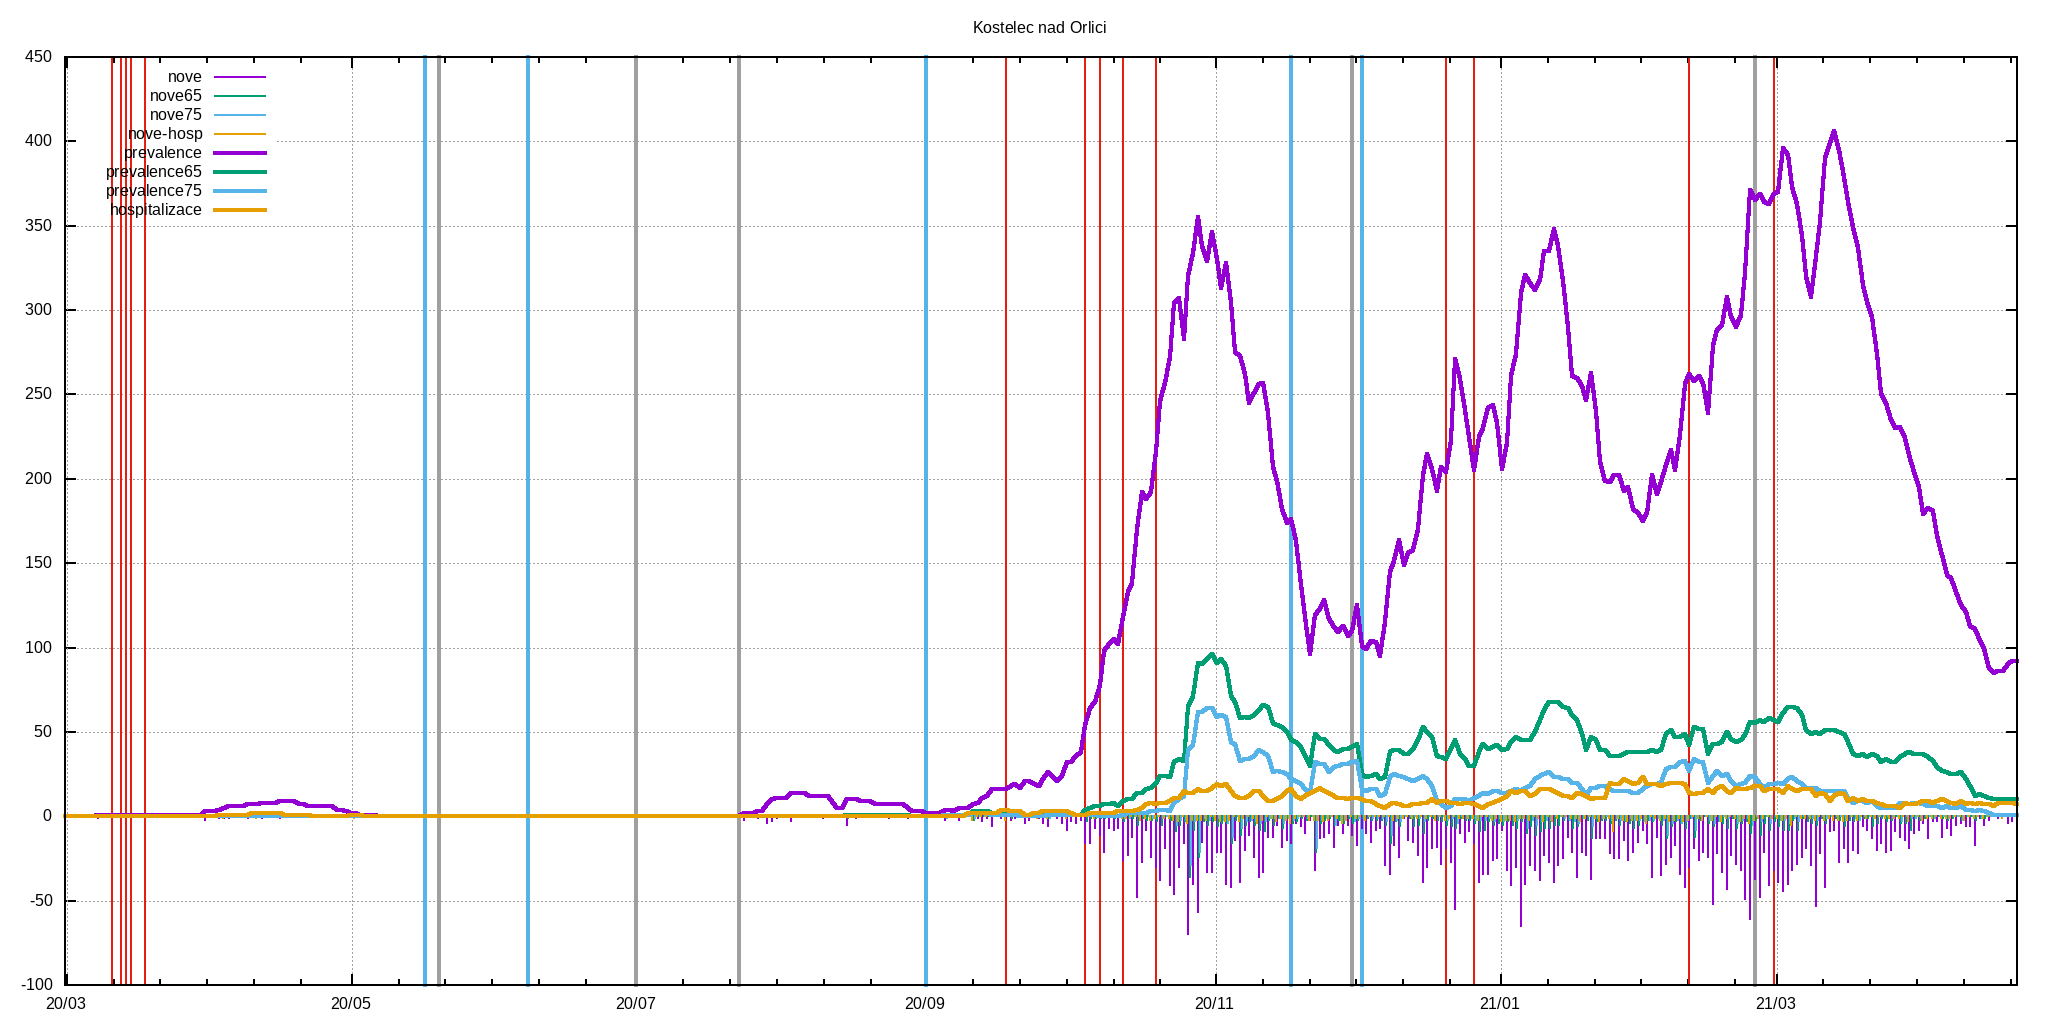 Kostelec nad Orlici
450
400
350
300
250
200
150
100
50
0
-50
-100
nove
nove65
nove75
nove-hosp
prevalence
prevalence65
prevalence75
hospitalizace
20/03 20/05 20/07 20/09 20/11 21/01 21/03